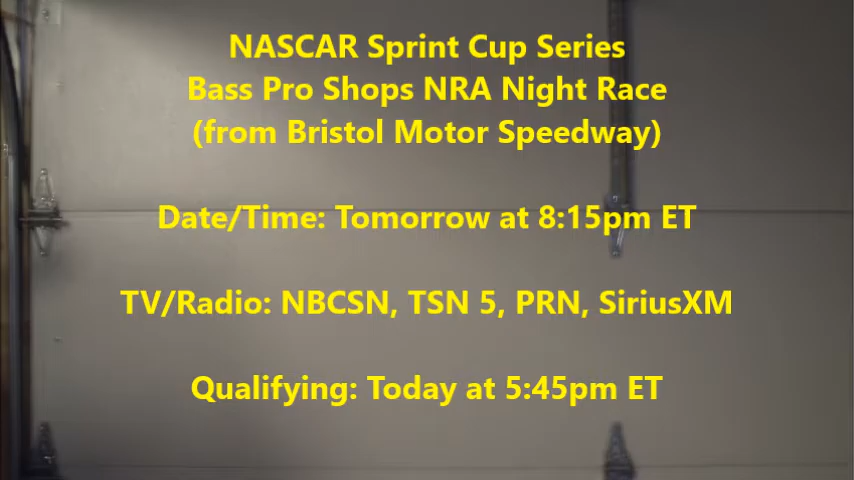 NASCAR Sprint Cup Series
Bass Pro Shops NRA Night Race
(from Bristol Motor Speedway)
Date/Time: Tomorrow at 8:15pm ET
TV/Radio: NBCSN, TSN 5, PRN, SiriusXM
Qualifying: Today at 5:45pm ET